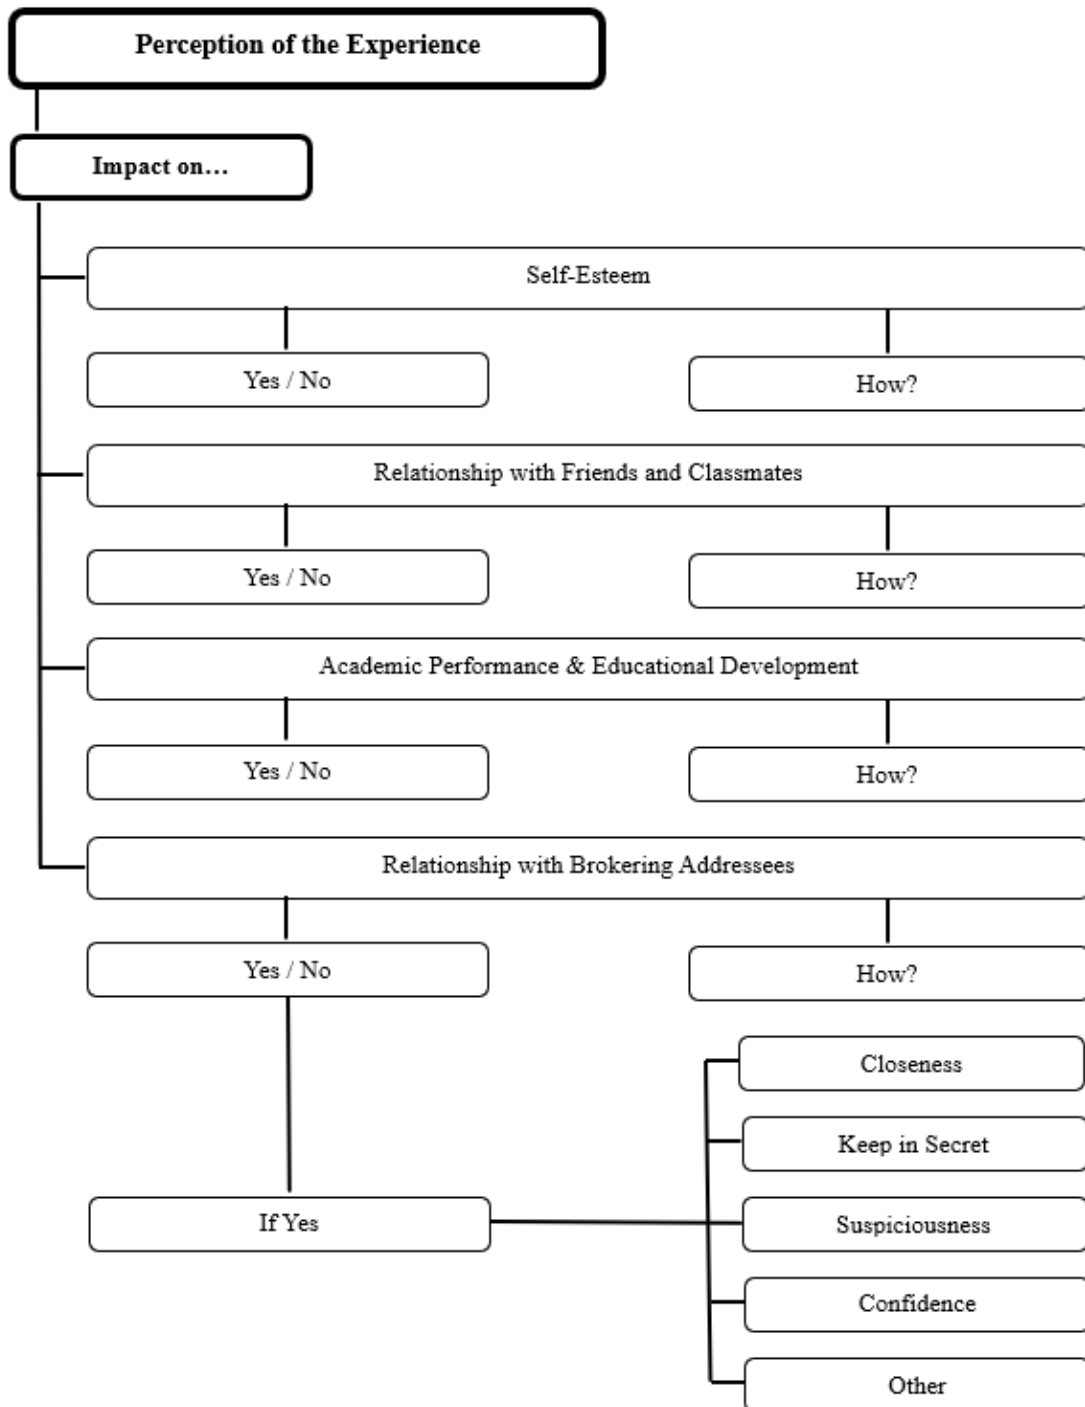 Perception of the Experience
Impact on…
Self-Esteem
Yes / No
How?
Relationship with Friends and Classmates
Yes / No
How?
Academic Performance & Educational Development
Yes / No
How?
Relationship with Brokering Addressees
Yes / No
How?
Closeness
Keep in Secret
If Yes
Suspiciousness
Confidence
Other